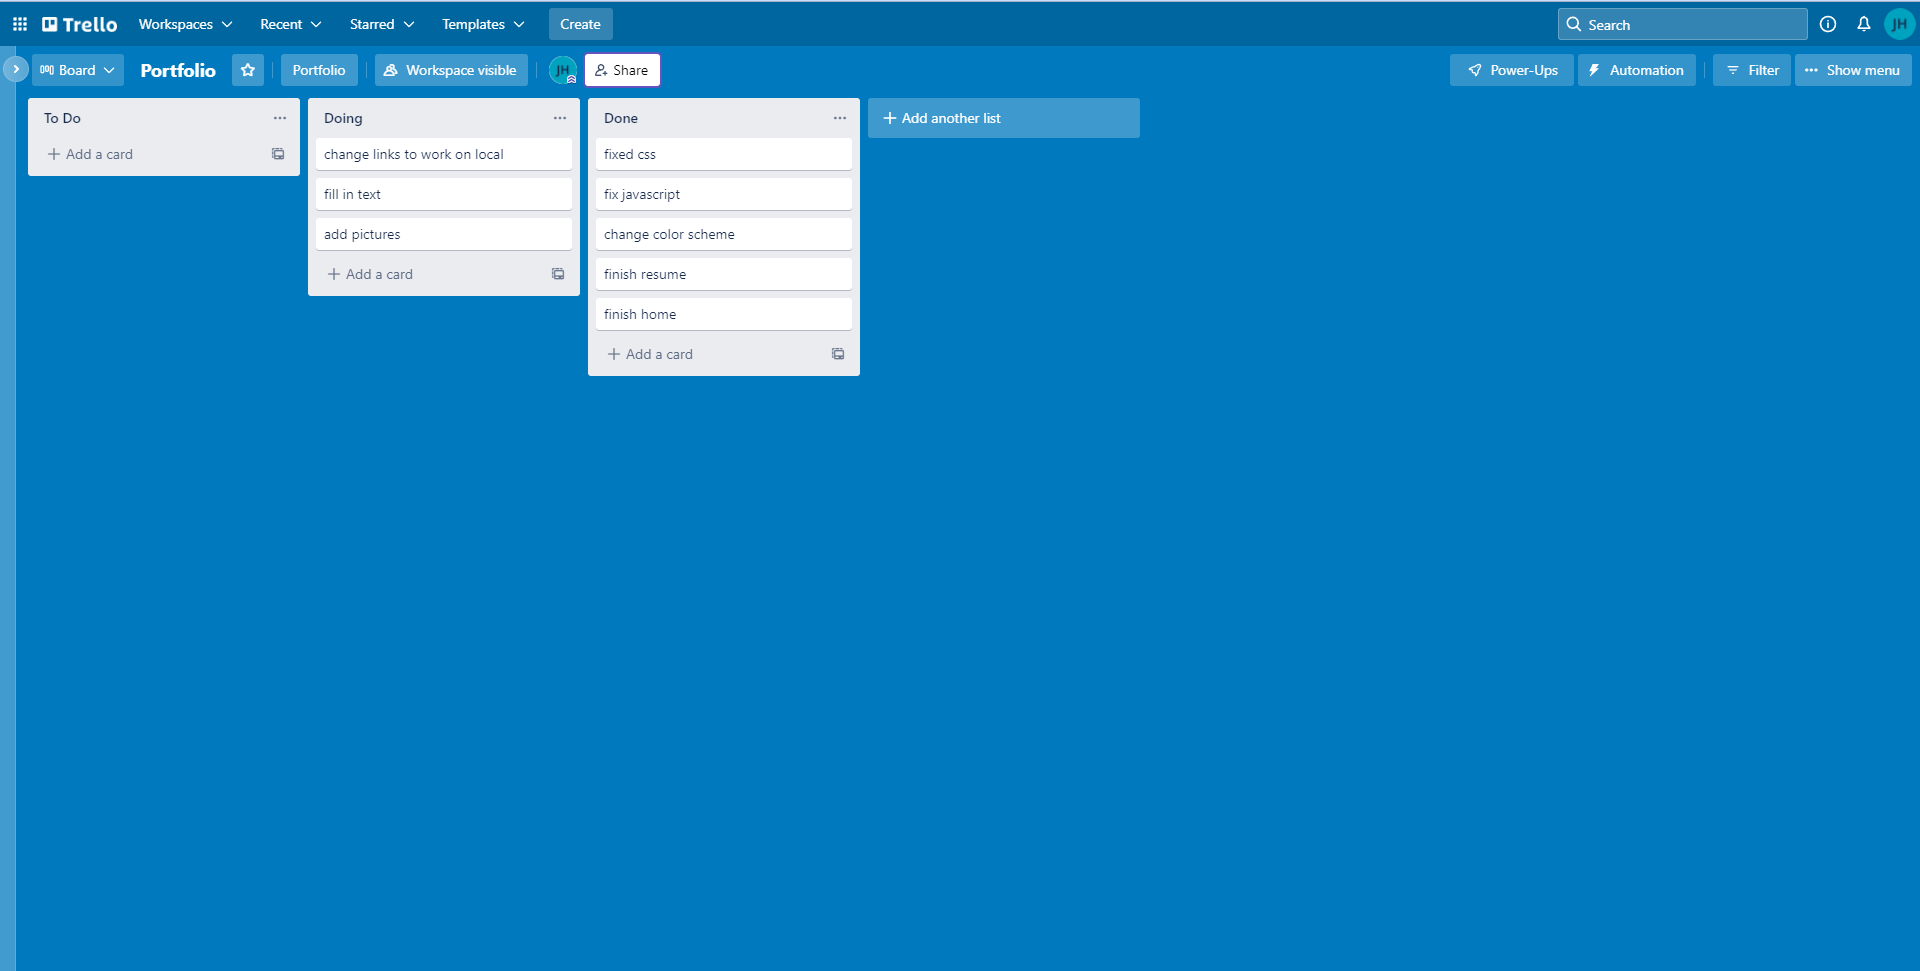 Trello Workspaces Recent Starred Templates Create Search JH
Board Portfolio Portfolio Workspace visible JH Share Power-Ups Automation Filter Show menu
To Do
Add a card
Doing
change links to work on local
fill in text
add pictures
Add a card
Done
fixed css
fix javascript
change color scheme
finish resume
finish home
Add a card
Add another list